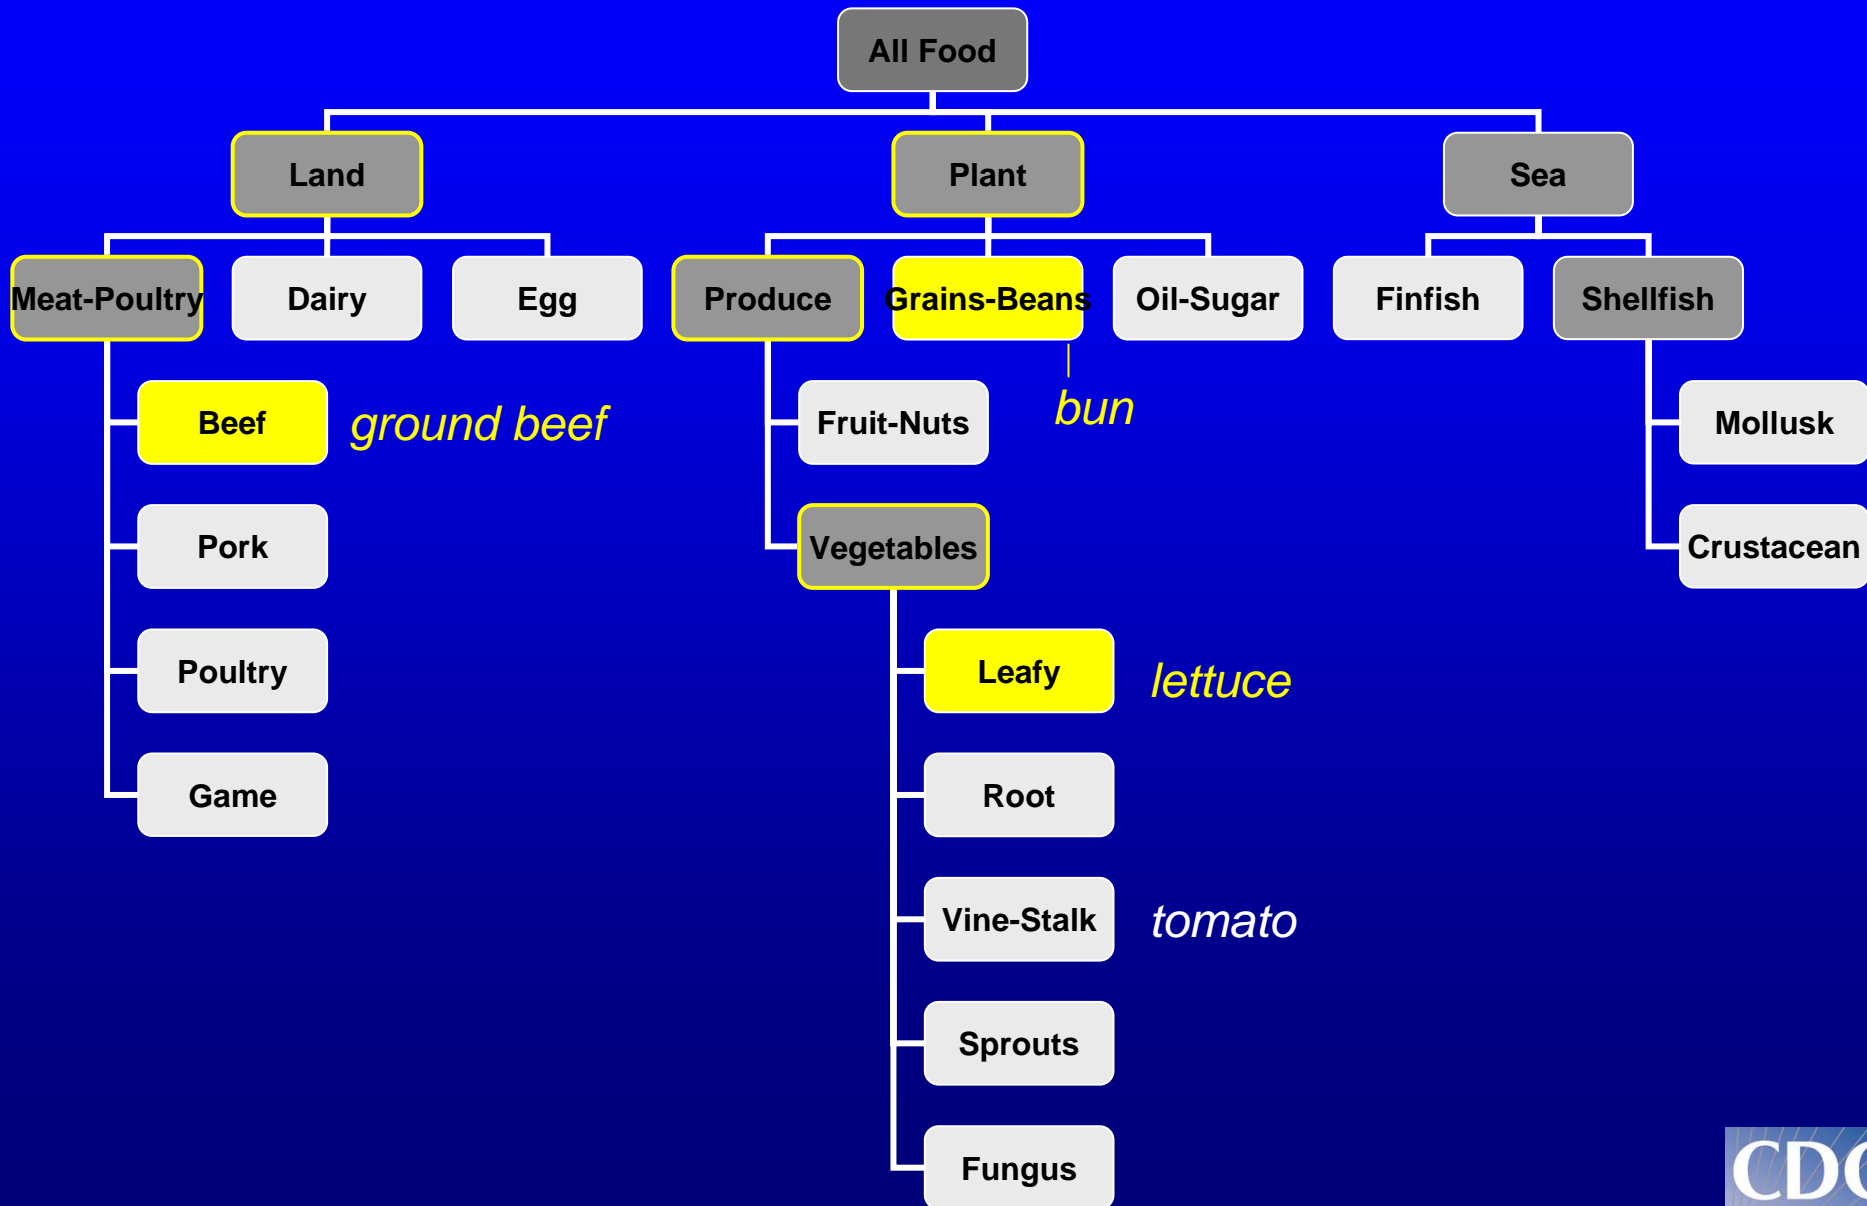 All Food
Land
Plant
Sea
Meat-Poultry
Dairy
Egg
Produce
Grains-Beans
Oil-Sugar
Finfish
Shellfish
Beef
ground beef
Fruit-Nuts
bun
Mollusk
Pork
Vegetables
Crustacean
Poultry
Leafy
lettuce
Game
Root
Vine-Stalk
tomato
Sprouts
Fungus
CDC